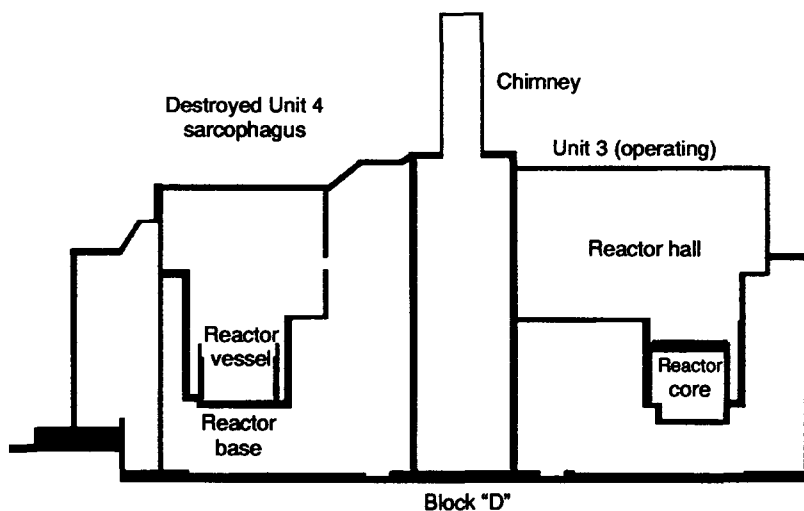 Chimney
Destroyed Unit 4
sarcophagus
Unit 3 (operating)
Reactor hall
Reactor
vessel
Reactor
core
Reactor
base
Block "D"